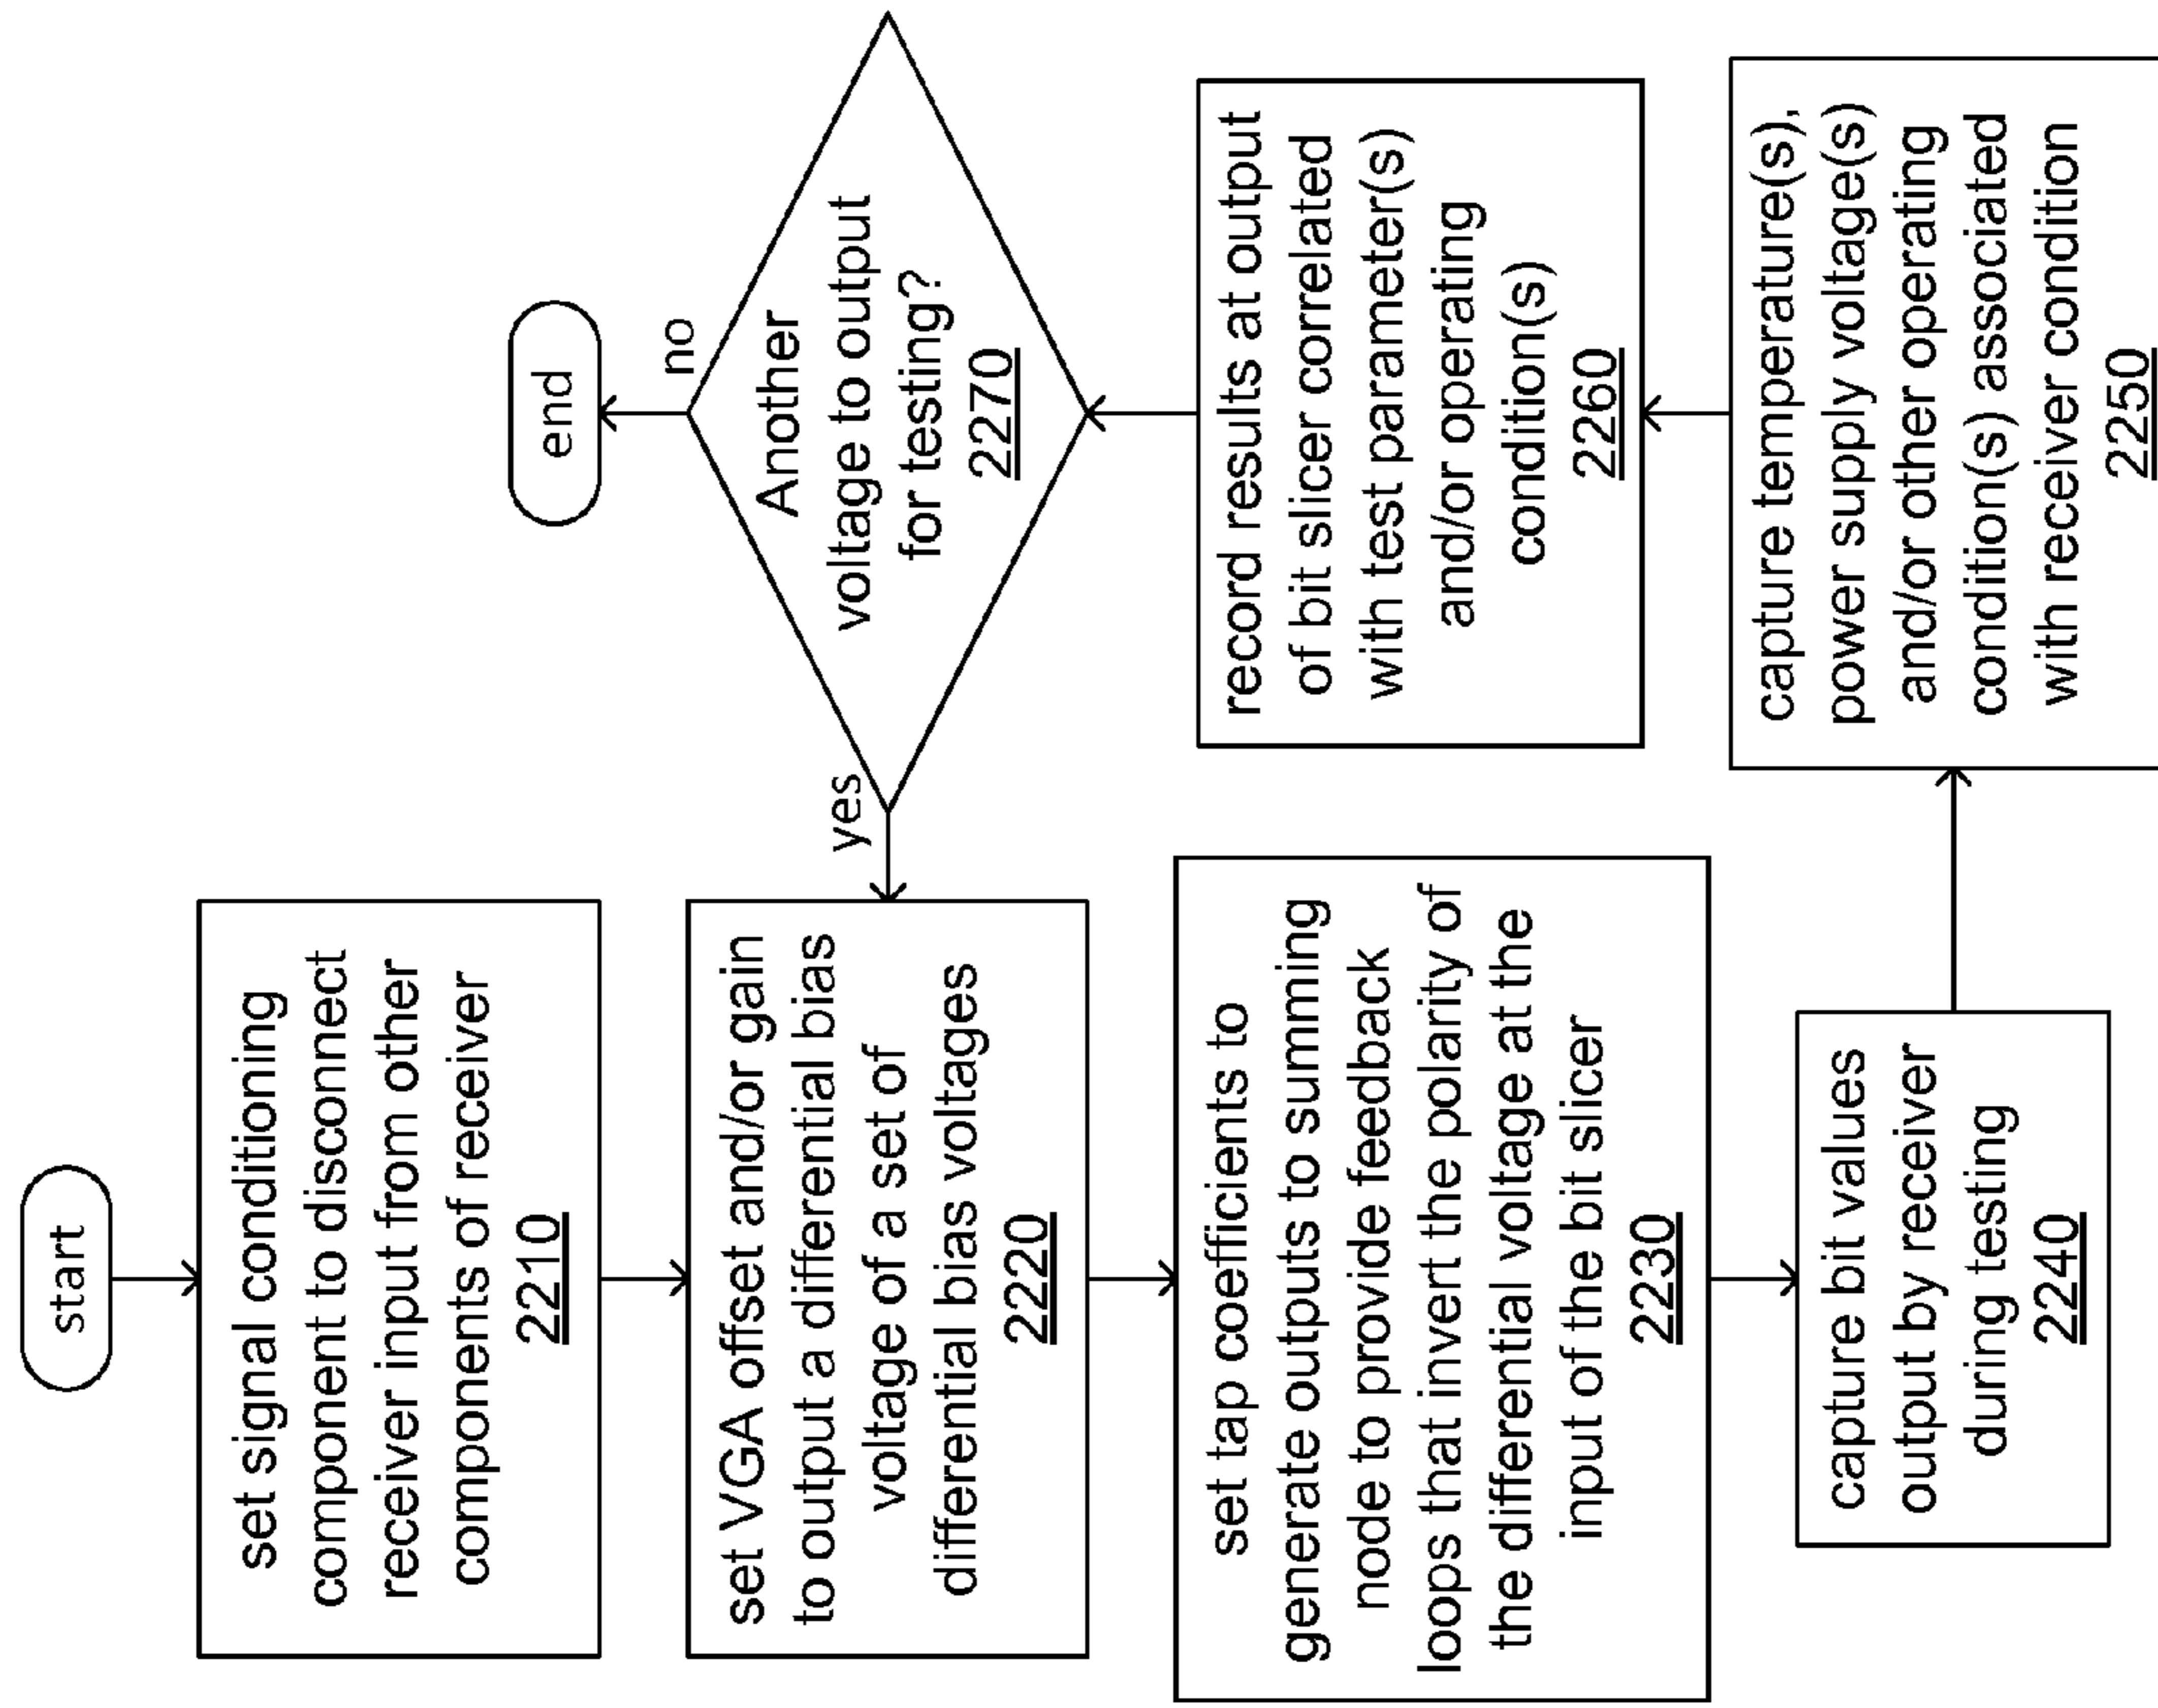 start
set signal conditioning
component to disconnect
receiver input from other
components of receiver
2210
set VGA offset and/or gain
to output a differential bias
voltage of a set of
differential bias voltages
2220
set tap coefficients to
generate outputs to summing
node to provide feedback
loops that invert the polarity of
the differential voltage at the
input of the bit slicer
2230
capture bit values
output by receiver
during testing
2240
capture temperature(s),
power supply voltage(s)
and/or other operating
condition(s) associated
with receiver condition
2250
record results at output
of bit slicer correlated
with test parameter(s)
and/or operating
condition(s)
2260
Another
voltage to output
for testing?
2270
yes
no
end